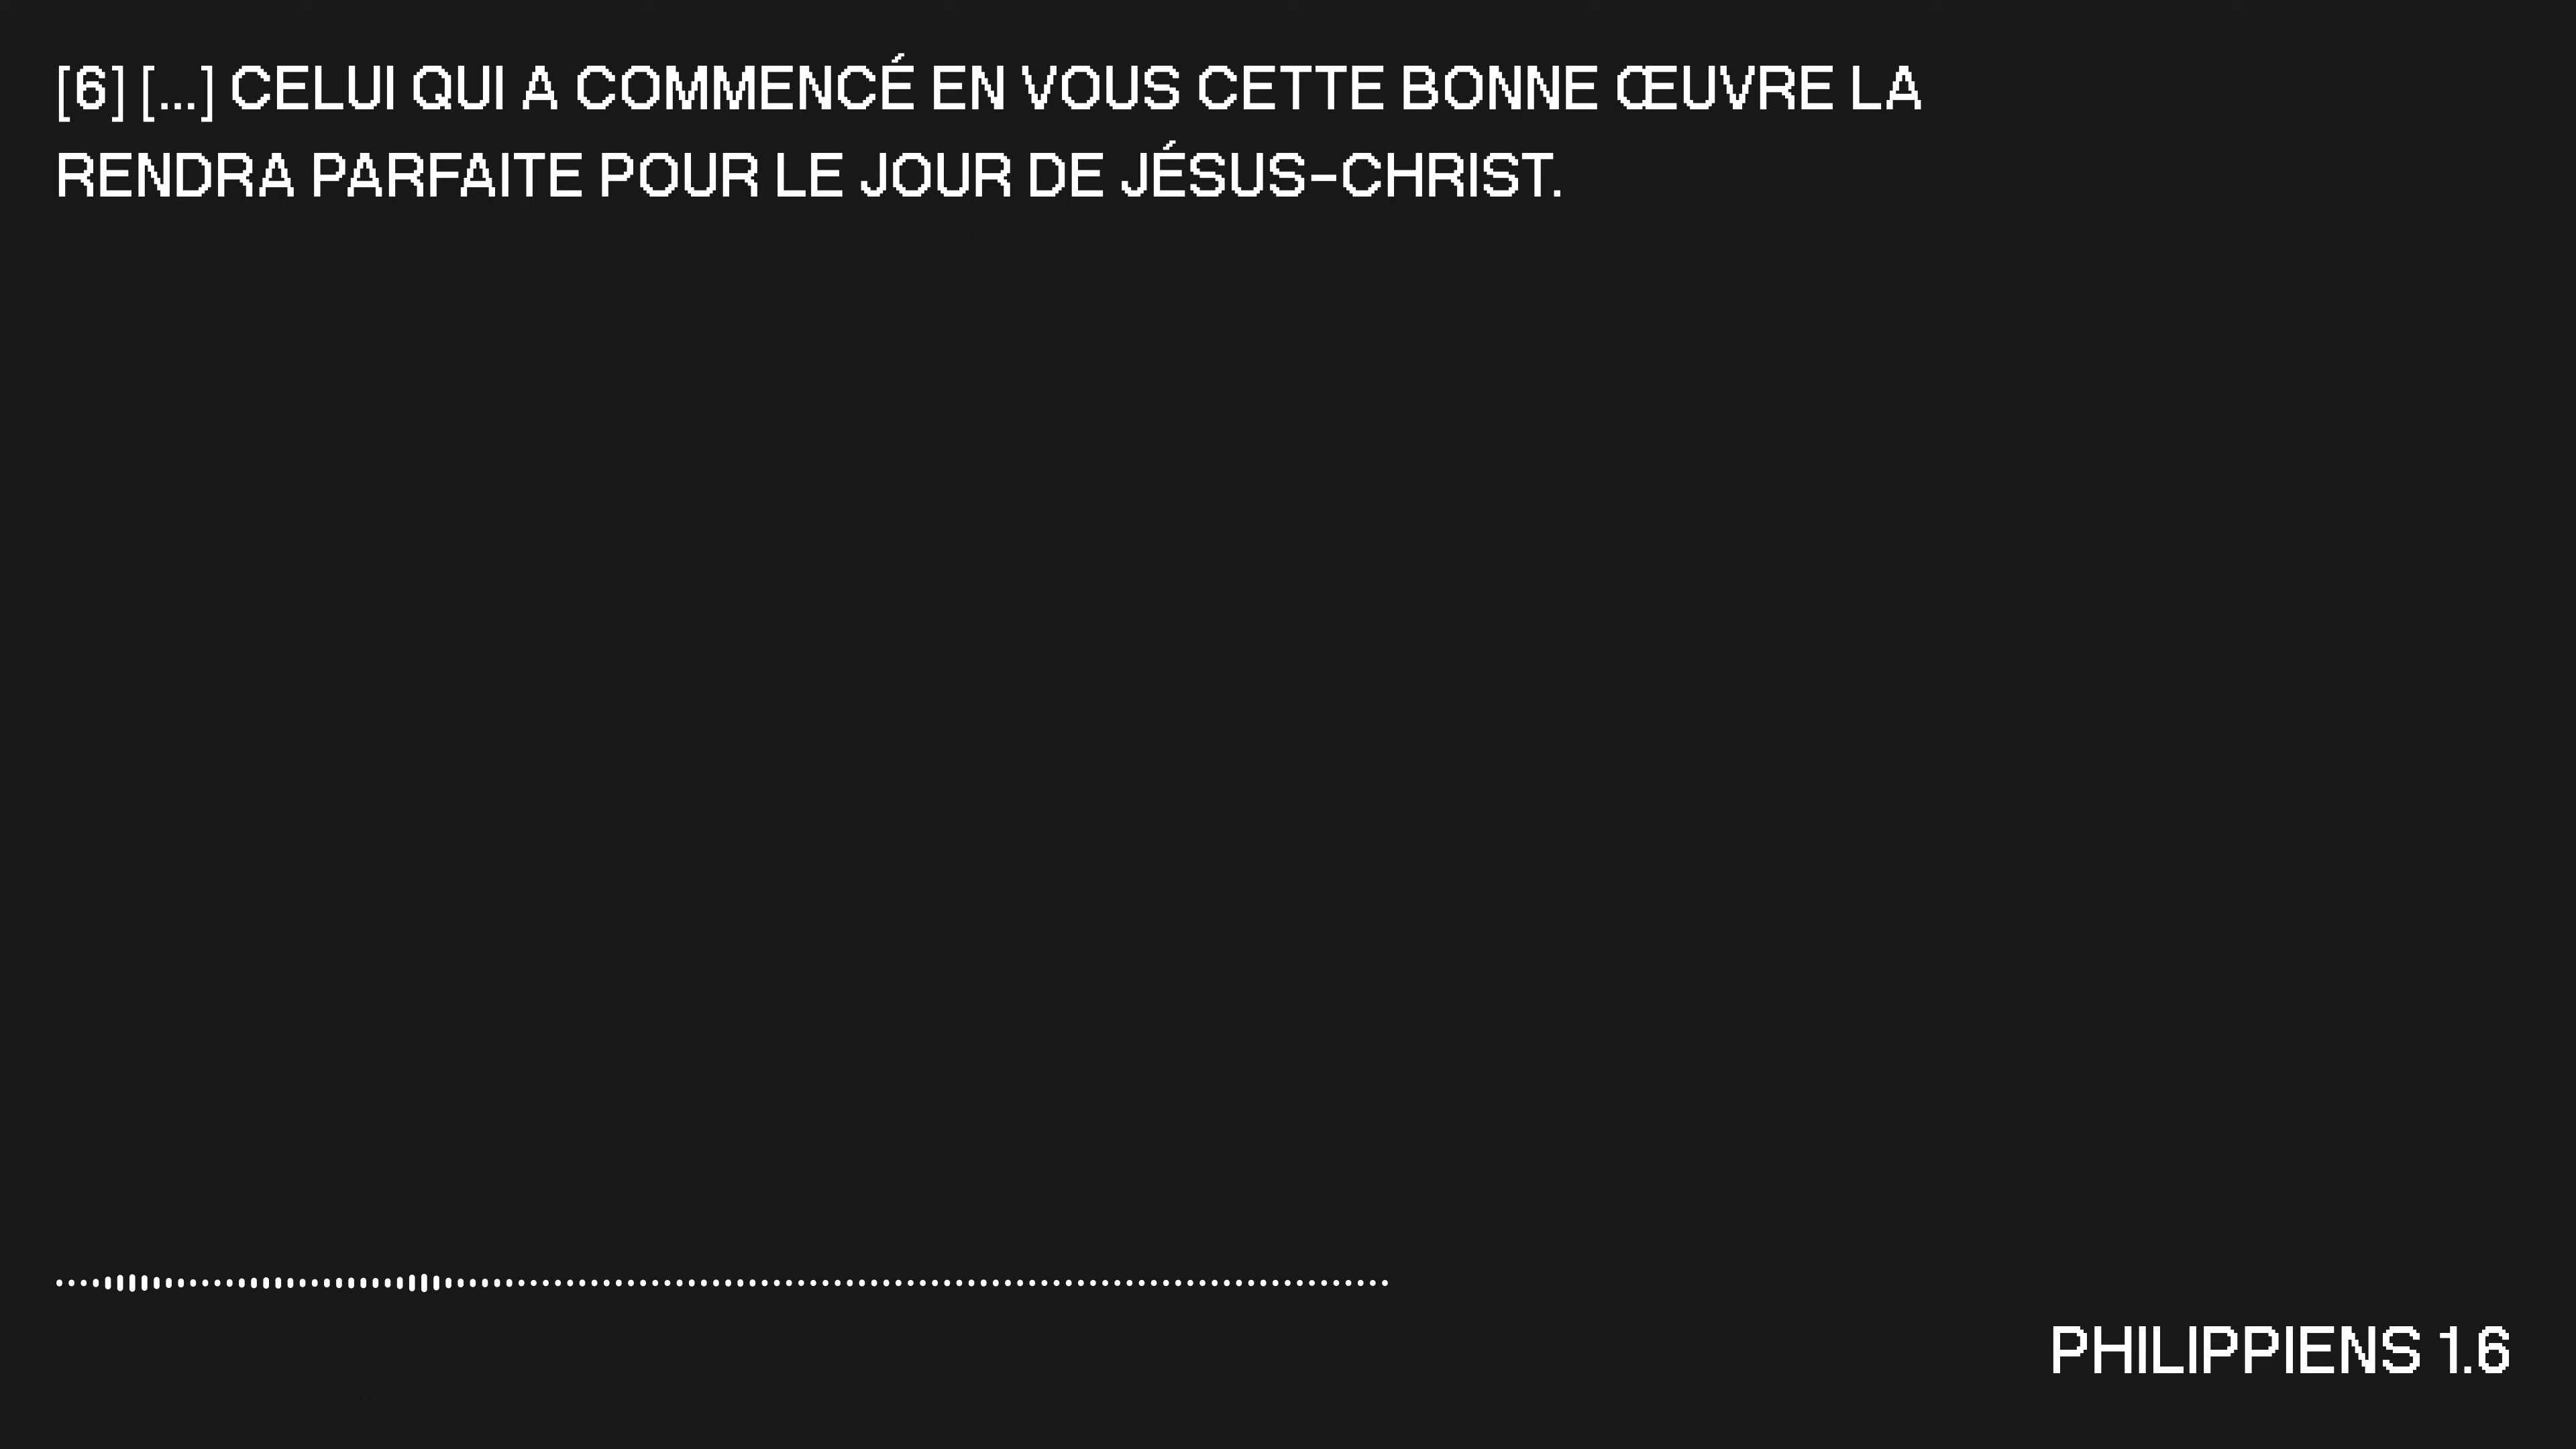 [6] [...] CELUI QUI A COMMENCÉ EN VOUS CETTE BONNE ŒUVRE LA
RENDRA PARFAITE POUR LE JOUR DE JÉSUS-CHRIST.
PHILIPPIENS 1.6